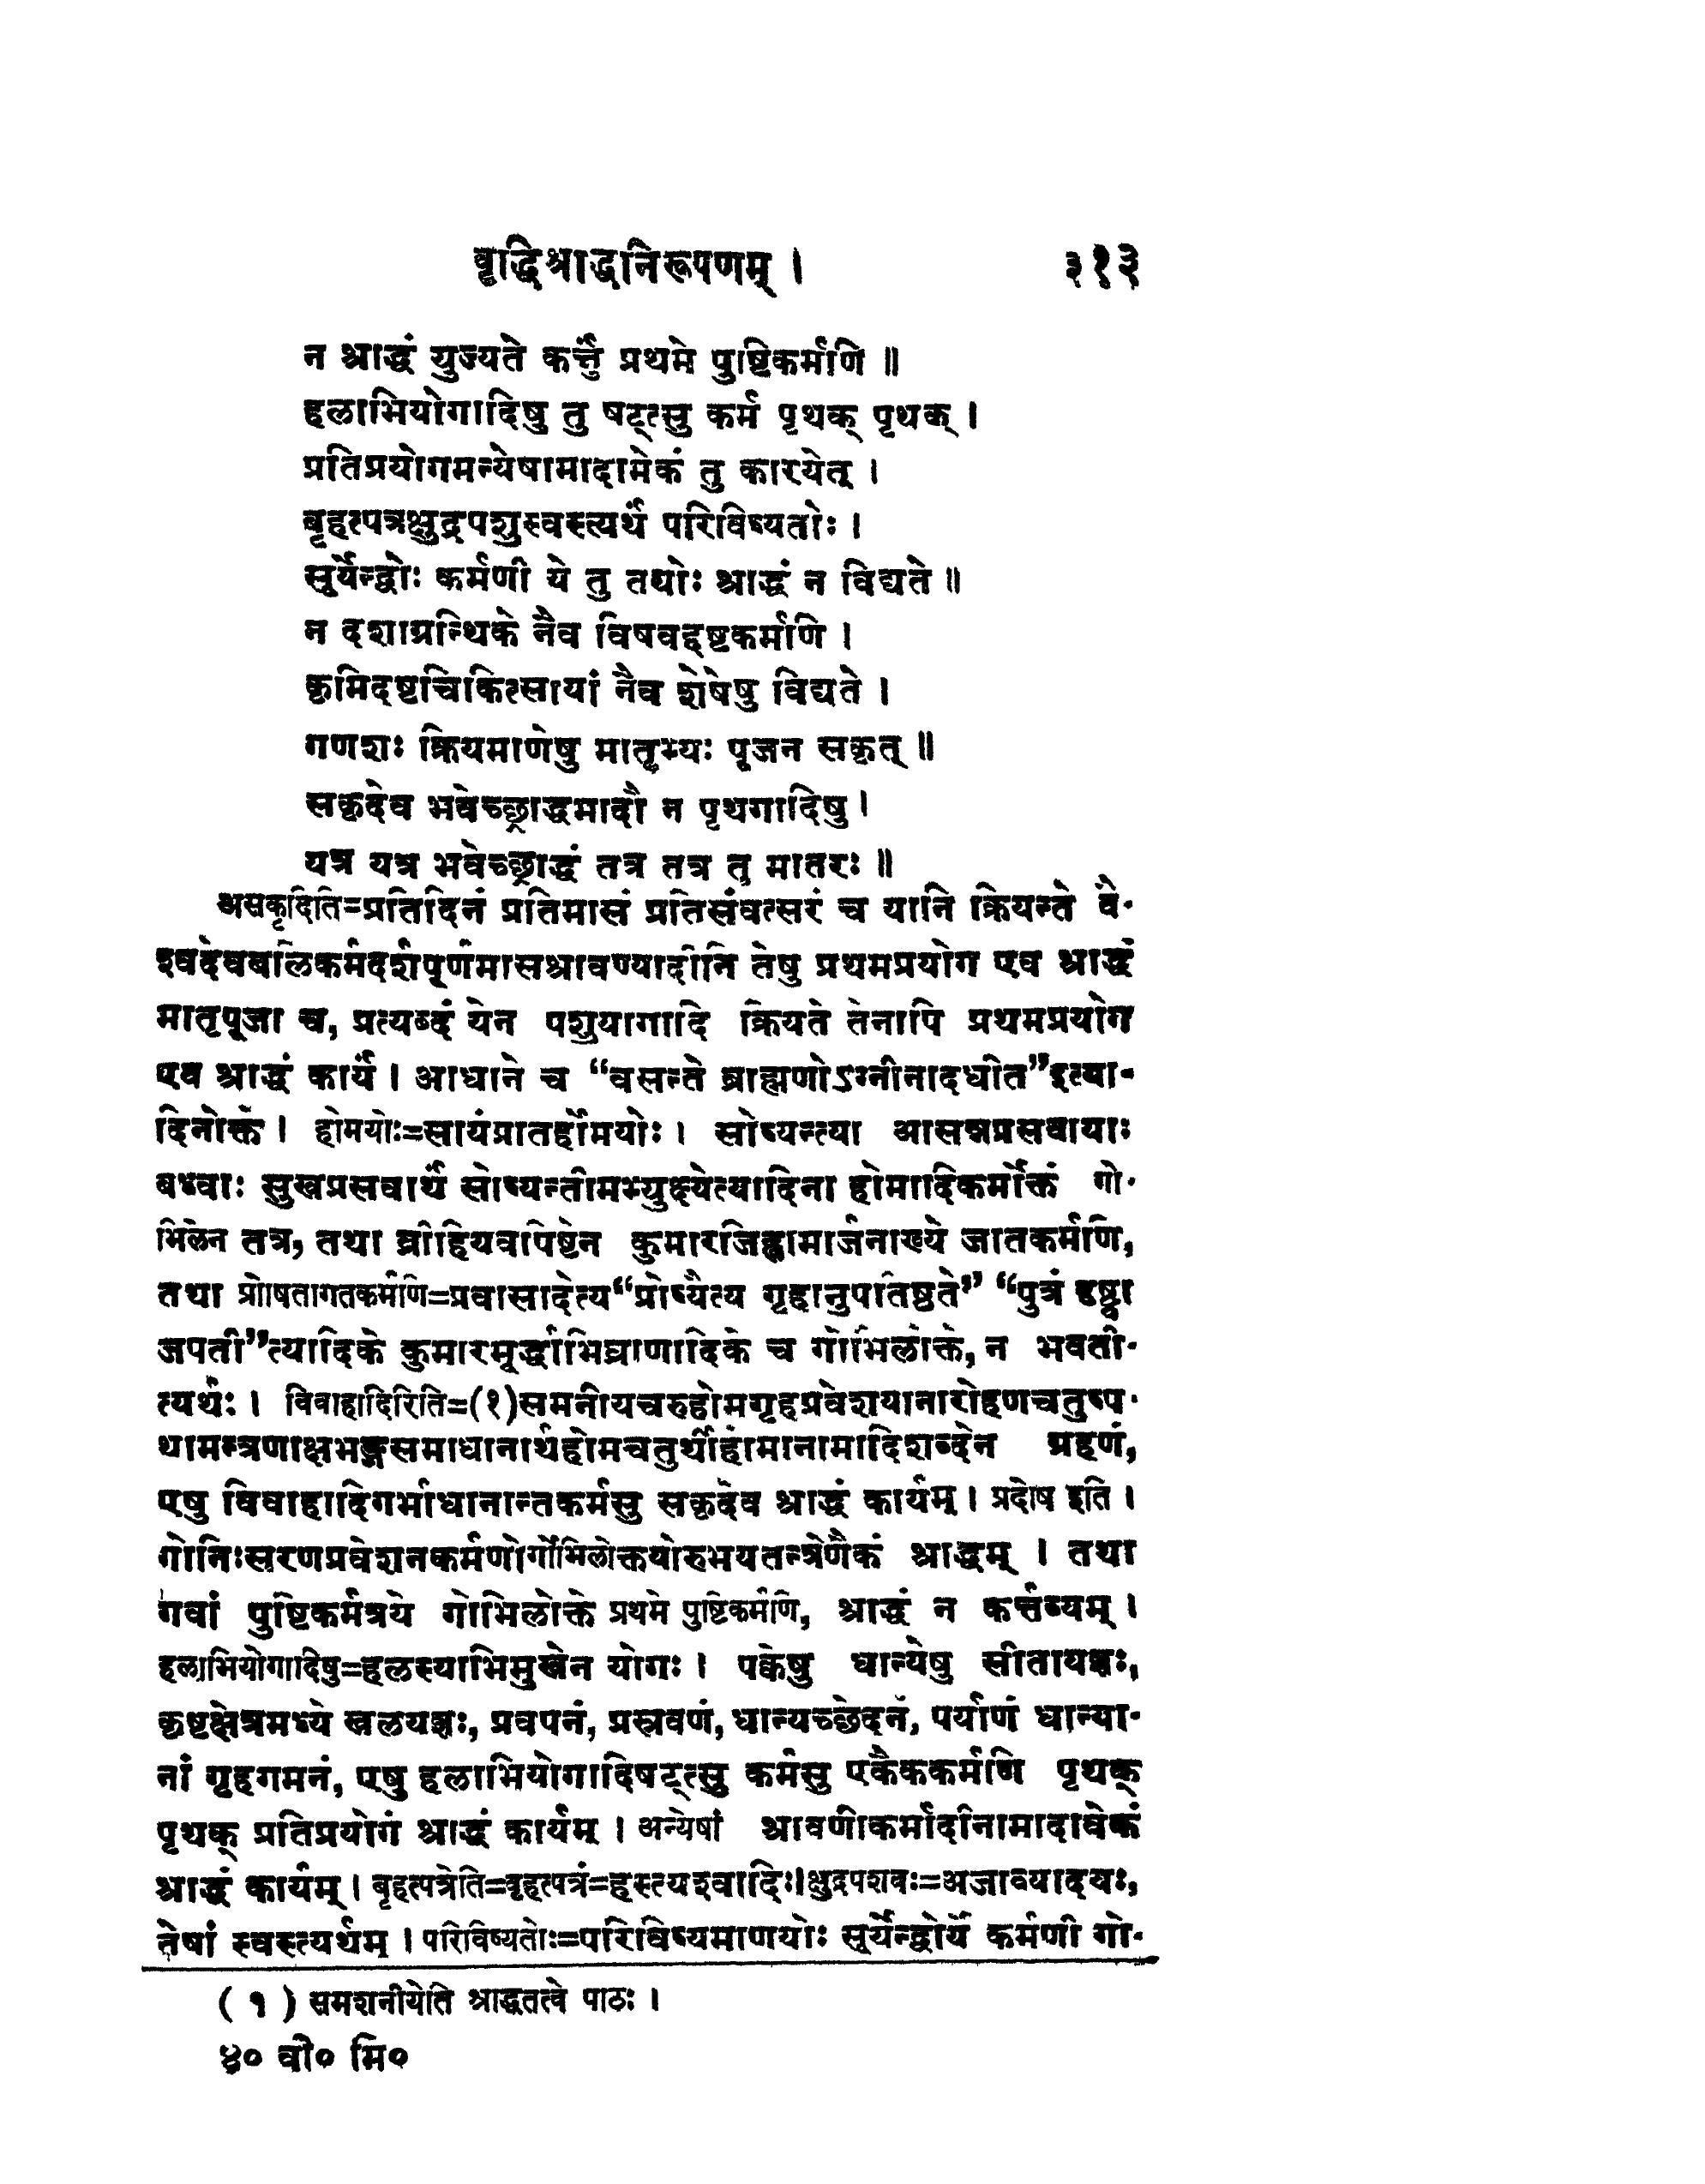 वृद्धिश्राद्धनिरूपणम् । ३१३
न श्राद्धं युज्यते कर्त्तुं प्रथमे पुष्टिकर्मणि ॥
हलाभियोगादिषु तु षट्त्सु कर्म पृथक् पृथक् ।
प्रतिप्रयोगमन्येषामादामेकं तु कारयेत् ।
बृहत्पत्रक्षुद्रपशुस्वस्त्यर्थं परिविष्यतोः ।
सूर्येन्द्वोः कर्मणी ये तु तथोः श्राद्धं न विद्यते ॥
न दशाग्रन्थिके नैव विषवद्दष्टकर्मणि ।
कृमिदष्टचिकित्सायां नैव शेषेषु विद्यते ।
गणशः क्रियमाणेषु मातृभ्यः पूजन सकृत् ॥
सकृदेव भवेच्छ्राद्धमादौ न पृथगादिषु ।
यत्र यत्र भवेच्छ्राद्धं तत्र तत्र तु मातरः ॥
असकृदिति=प्रतिदिनं प्रतिमासं प्रतिसंवत्सरं च यानि क्रियन्ते वै-
श्वदेवबलिकर्मदर्शपूर्णमासश्रावण्यादीनि तेषु प्रथमप्रयोग एव श्राद्धं
मातृपूजा च, प्रत्यब्दं येन पशुयागादि क्रियते तेनापि प्रथमप्रयोग
एव श्राद्धं कार्यं । आधाने च “वसन्ते ब्राह्मणोऽग्नीनादधीत”इत्या-
दिनोक्तं । होमयोः=सायंप्रातर्होमयोः । सोष्यन्त्या आसन्नप्रसवायाः
बध्वाः सुखप्रसवार्थं सोष्यन्तीमभ्युक्ष्येत्यादिना होमादिकर्मोक्तं गो-
भिलेन तत्र, तथा व्रीहियवपिष्टेन कुमारजिह्वामार्जनाख्ये जातकर्मणि,
तथा प्रोषितागतकर्मणि=प्रवासादेत्य“प्रोष्यैत्य गृहानुपतिष्ठते” “पुत्रं दृष्ट्वा
जपती”त्यादिके कुमारमूर्द्धाभिघ्राणादिके च गोभिलोक्ते, न भवती-
त्यर्थः । विवाहादिरिति=(१)समनीयचरुहोमगृहप्रवेशयानारोहणचतुष्प-
थामन्त्रणाक्षभङ्गसमाधानार्थहोमचतुर्थीहोमानामादिशब्देन ग्रहणं,
एषु विवाहादिगर्भाधानान्तकर्मसु सकृदेव श्राद्धं कार्यम् । प्रदोष इति ।
गोनिःसरणप्रवेशनकर्मणोर्गोभिलोक्तयोरुभयतन्त्रेणैकं श्राद्धम् । तथा
गवां पुष्टिकर्मत्रये गोभिलोक्ते प्रथमे पुष्टिकर्मणि, श्राद्धं न कर्त्तव्यम् ।
हलाभियोगादिषु=हलस्याभिमुखेन योगः । पक्वेषु धान्येषु सीतायज्ञः,
कृष्टक्षेत्रमध्ये खलयज्ञः, प्रवपनं, प्रस्रवणं, धान्यच्छेदनं, पर्याणं धान्या-
नां गृहगमनं, एषु हलाभियोगादिषट्त्सु कर्मसु एकैककर्मणि पृथक्
पृथक् प्रतिप्रयोगं श्राद्धं कार्यम् । अन्येषां श्रावणीकर्मादीनामादावेकं
श्राद्धं कार्यम् । बृहत्पत्रेति=बृहत्पत्रं=हस्त्यश्वादिः।क्षुद्रपशवः=अजाव्यादयः,
तेषां स्वस्त्यर्थम् । परिविष्यतोः=परिविष्यमाणयोः सूर्येन्द्वोर्ये कर्मणी गो-
( १ ) समशनीयेति श्राद्धतत्वे पाठः ।
४० वी० मि०